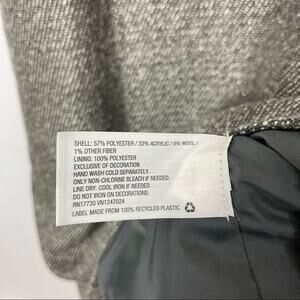 SHELL: 57% POLYESTER / 33% ACRYLIC / 9% WOOL /
1% OTHER FIBER
LINING: 100% POLYESTER
EXCLUSIVE OF DECORATION
HAND WASH COLD SEPARATELY.
ONLY NON-CHLORINE BLEACH IF NEEDED.
LINE DRY. COOL IRON IF NEEDED.
DO NOT IRON ON DECORATIONS.
RN17730 VN1247024
LABEL MADE FROM 100% RECYCLED PLASTIC